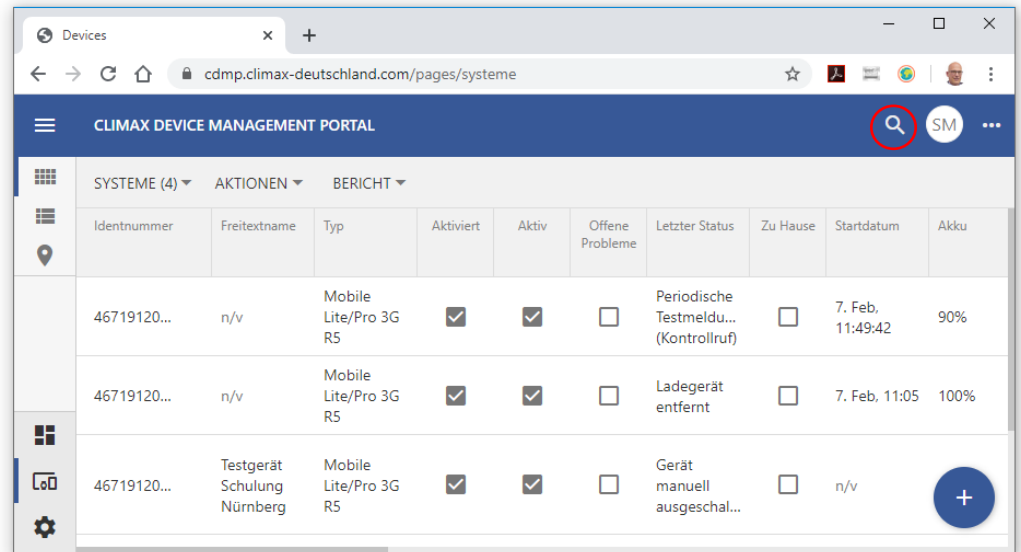 Devices
cdmp.climax-deutschland.com/pages/systeme
CLIMAX DEVICE MANAGEMENT PORTAL
SM
SYSTEME (4) AKTIONEN BERICHT
Identnummer Freitextname Typ Aktiviert Aktiv Offene Letzter Status Zu Hause Startdatum Akku
Probleme
Mobile Periodische
Lite/Pro 3G Testmeldu... 7. Feb,
46719120... n/v R5 (Kontrollruf) 11:49:42 90%
Mobile
Lite/Pro 3G Ladegerät
46719120... n/v R5 entfernt 7. Feb, 11:05 100%
Testgerät Mobile Gerät
46719120... Schulung Lite/Pro 3G manuell n/v
Nürnberg R5 ausgeschal...